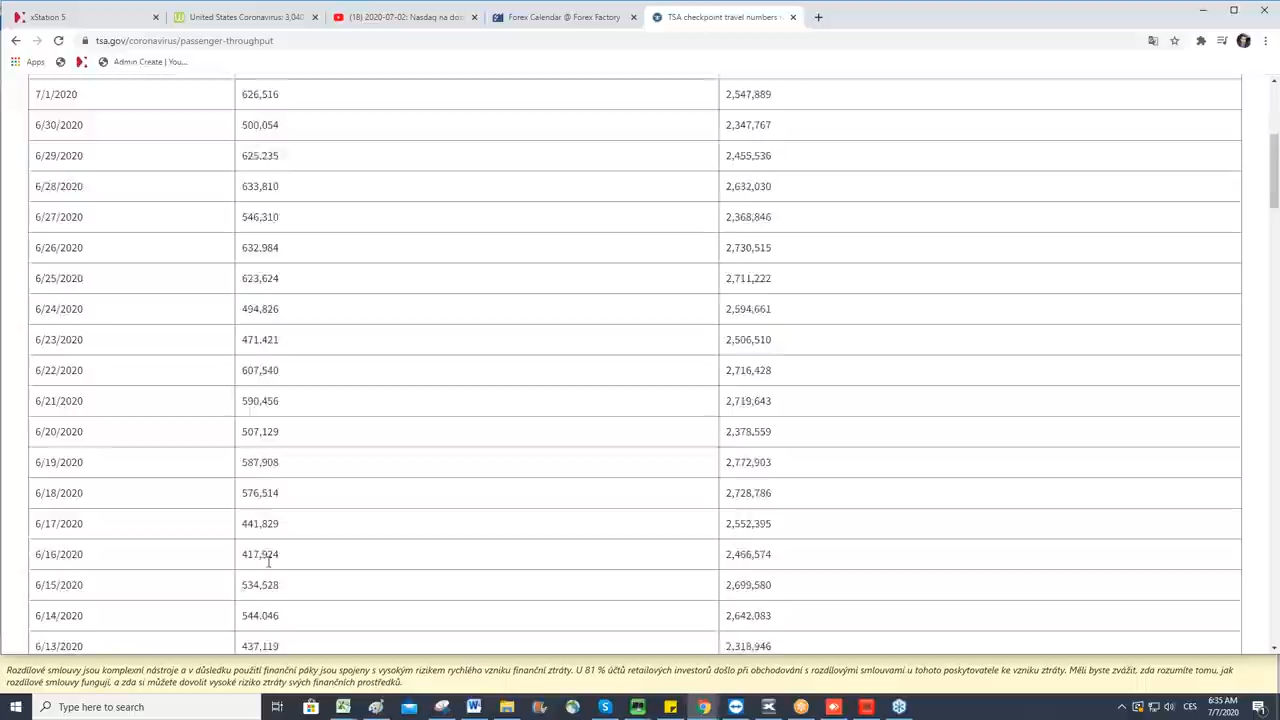 xStation 5
United States Coronavirus: 3,040
(18) 2020-07-02: Nasdaq na dos
Forex Calendar @ Forex Factory
TSA checkpoint travel numbers
tsa.gov/coronavirus/passenger-throughput
Apps
Admin Create | You...
7/1/2020 626,516 2,547,889
6/30/2020 500,054 2,347,767
6/29/2020 625,235 2,455,536
6/28/2020 633,810 2,632,030
6/27/2020 546,310 2,368,846
6/26/2020 632,984 2,730,515
6/25/2020 623,624 2,711,222
6/24/2020 494,826 2,594,661
6/23/2020 471,421 2,506,510
6/22/2020 607,540 2,716,428
6/21/2020 590,456 2,719,643
6/20/2020 507,129 2,378,559
6/19/2020 587,908 2,772,903
6/18/2020 576,514 2,728,786
6/17/2020 441,829 2,552,395
6/16/2020 417,924 2,466,574
6/15/2020 534,528 2,699,580
6/14/2020 544,046 2,642,083
6/13/2020 437,119 2,318,946
Rozdílové smlouvy jsou komplexní nástroje a v důsledku použití finanční páky jsou spojeny s vysokým rizikem rychlého vzniku finanční ztráty. U 81 % účtů retailových investorů došlo při obchodování s rozdílovými smlouvami u tohoto poskytovatele ke vzniku ztráty. Měli byste zvážit, zda rozumíte tomu, jak
rozdílové smlouvy fungují, a zda si můžete dovolit vysoké riziko ztráty svých finančních prostředků.
Type here to search
CS
6:35 AM
7/7/2020